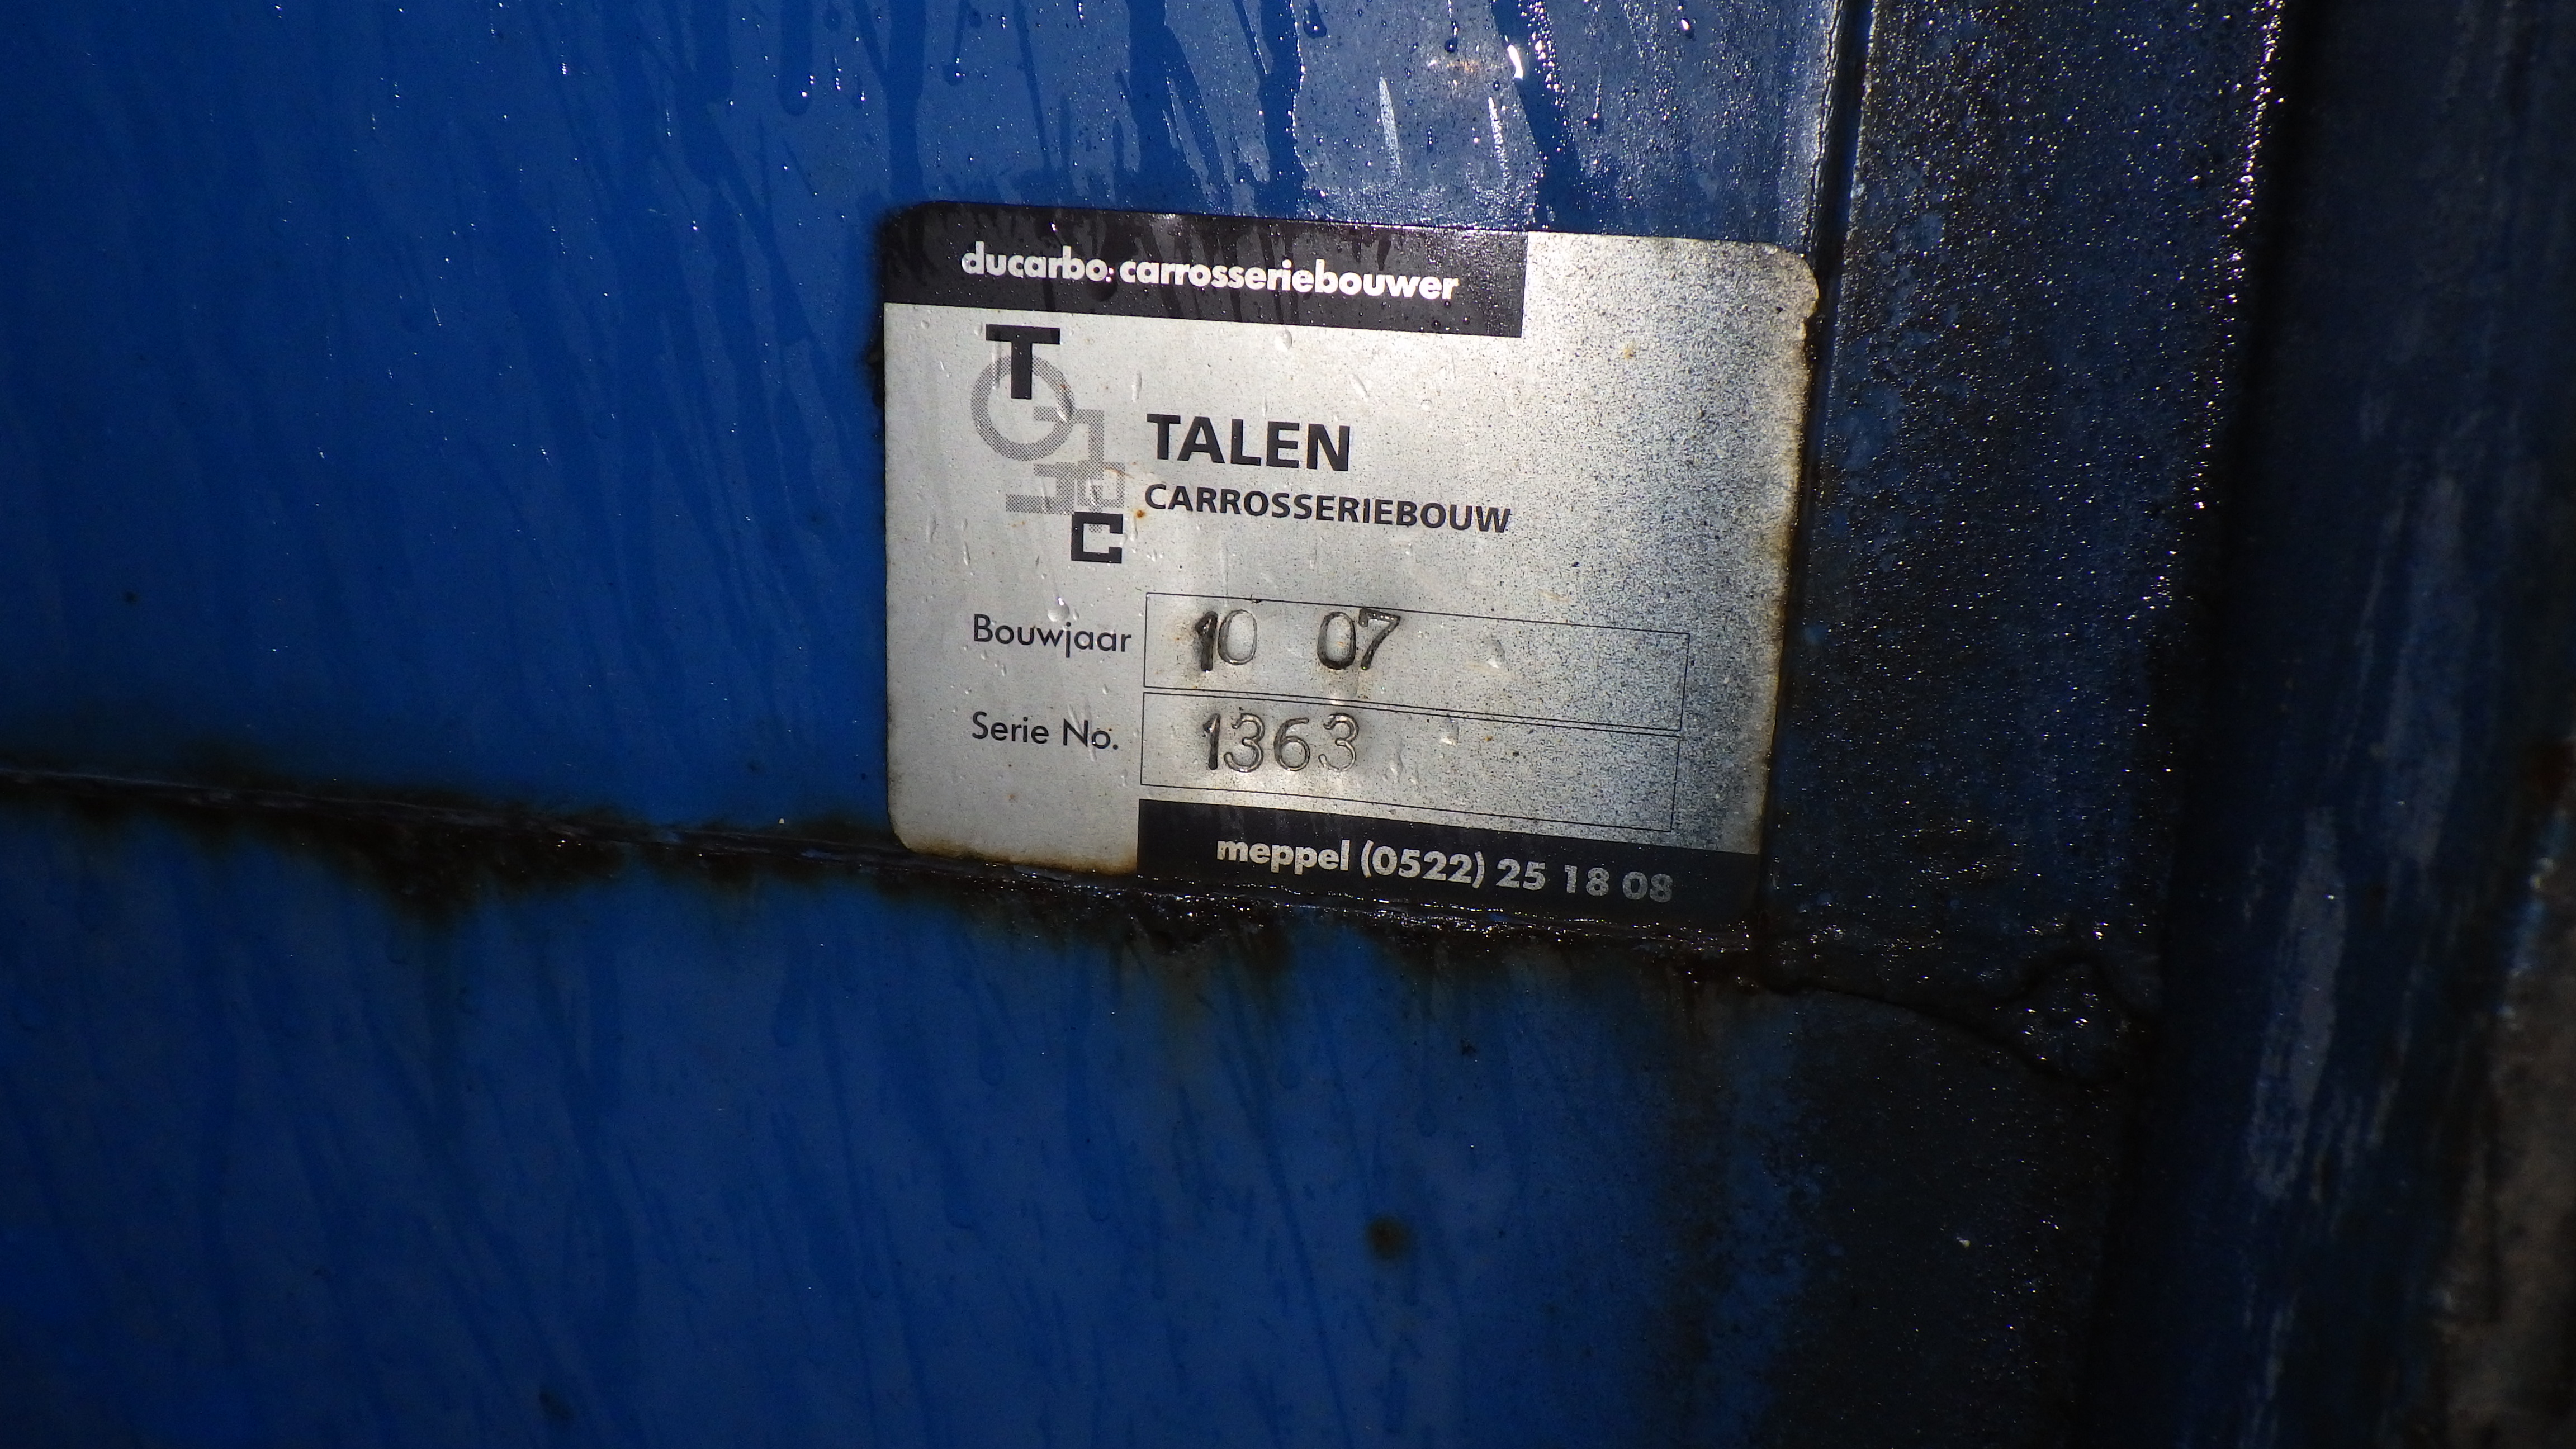 ducarbo: carrosseriebouwer
T
C
TALEN
CARROSSERIEBOUW
Bouwjaar 10 07
Serie No. 1363
meppel (0522) 25 18 08